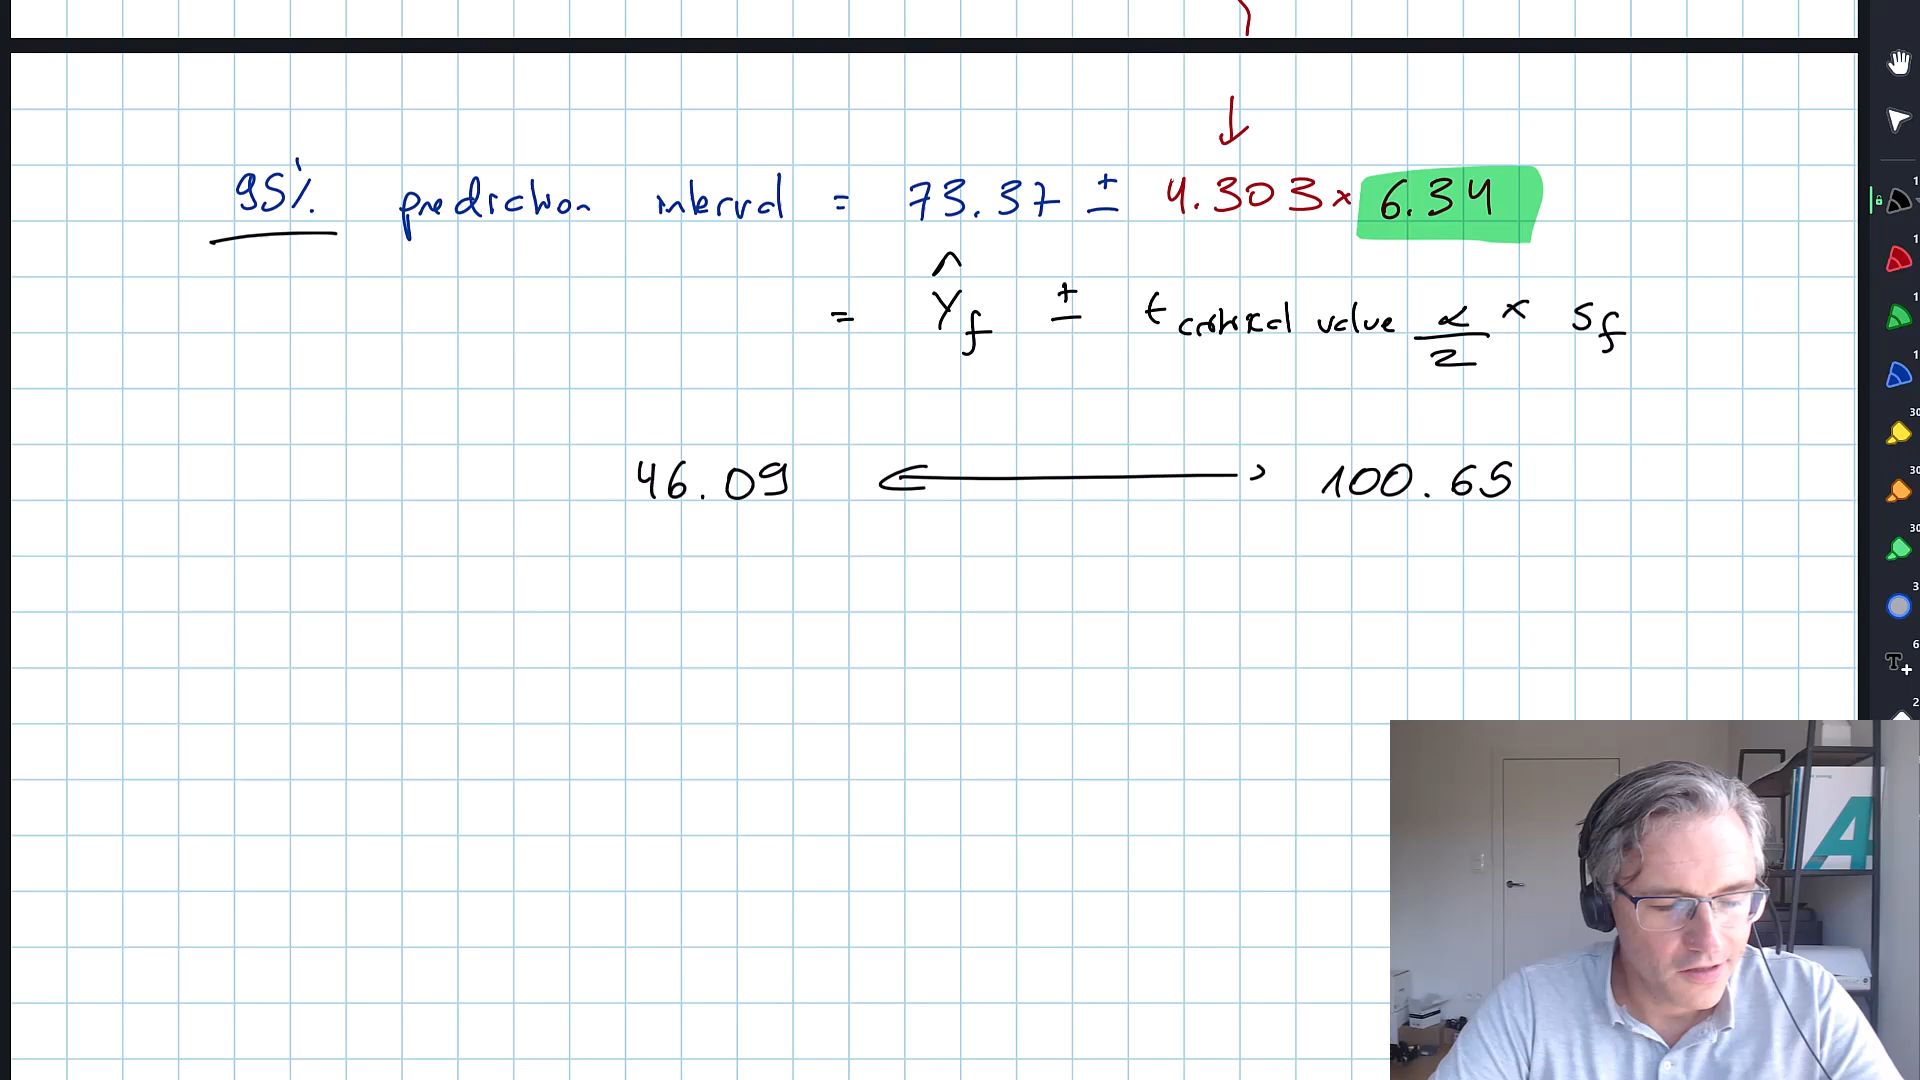 95% prediction interval = 73.37 ± 4.303 × 6.34
= Ŷf ± t critical value α/2 × Sf
46.09 ⟷ 100.65